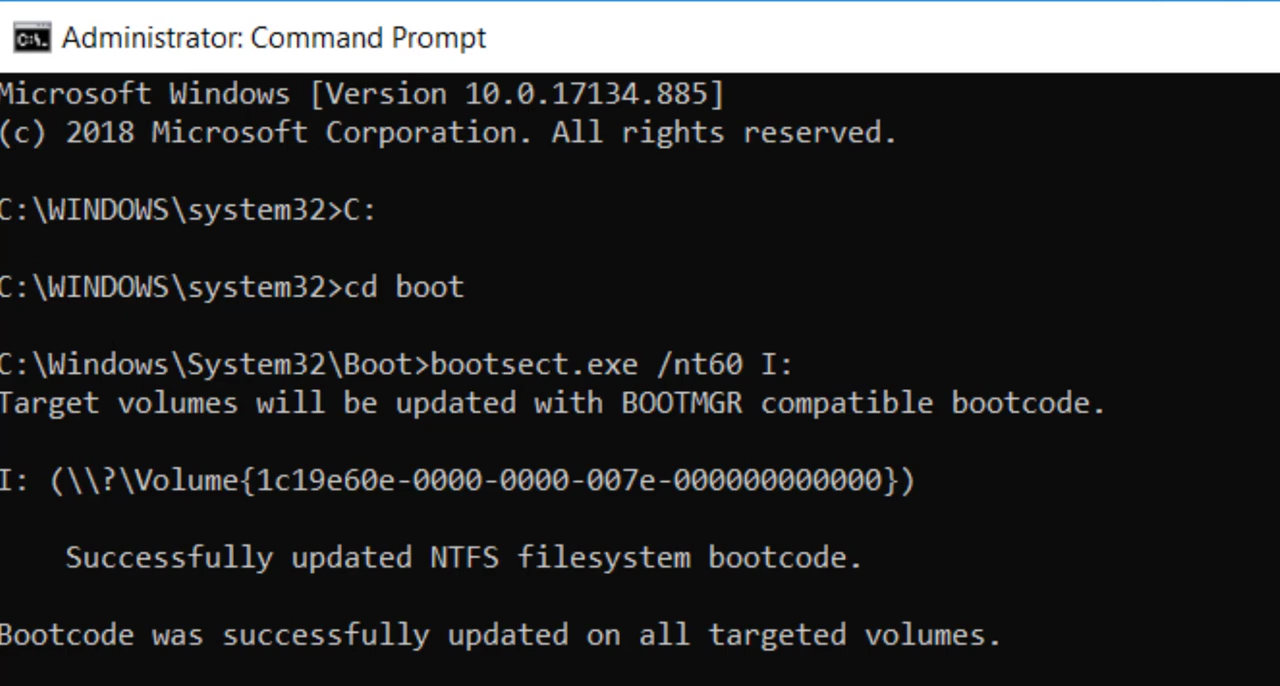 Administrator: Command Prompt
Microsoft Windows [Version 10.0.17134.885]
(c) 2018 Microsoft Corporation. All rights reserved.
C:\WINDOWS\system32>C:
C:\WINDOWS\system32>cd boot
C:\Windows\System32\Boot>bootsect.exe /nt60 I:
Target volumes will be updated with BOOTMGR compatible bootcode.
I: (\\?\Volume{1c19e60e-0000-0000-007e-000000000000})
Successfully updated NTFS filesystem bootcode.
Bootcode was successfully updated on all targeted volumes.